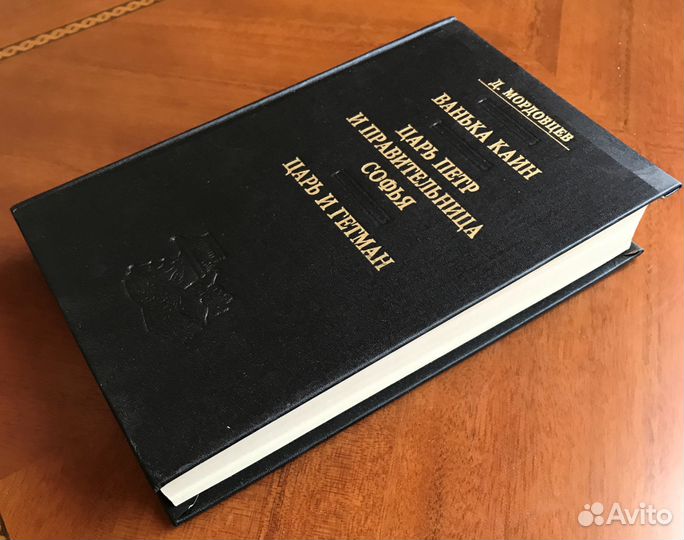 Д. МОРДОВЦЕВ
ВАНЬКА КАИН
ЦАРЬ ПЕТР
И ПРАВИТЕЛЬНИЦА
СОФЬЯ
ЦАРЬ И ГЕТМАН
Avito